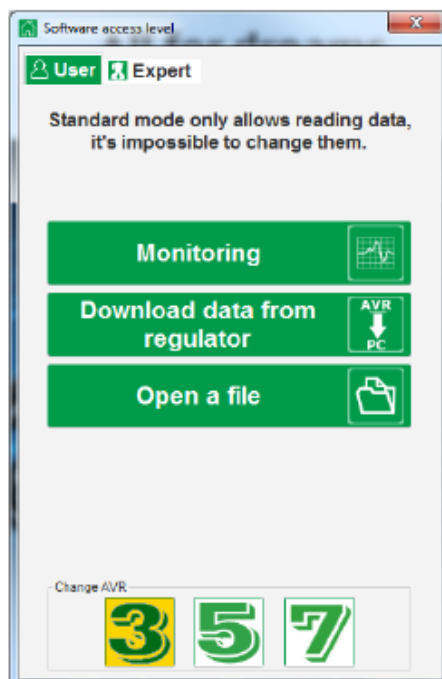 Software access level
User Expert
Standard mode only allows reading data,
it's impossible to change them.
Monitoring
Download data from
regulator
AVR
PC
Open a file
Change AVR
3 5 7